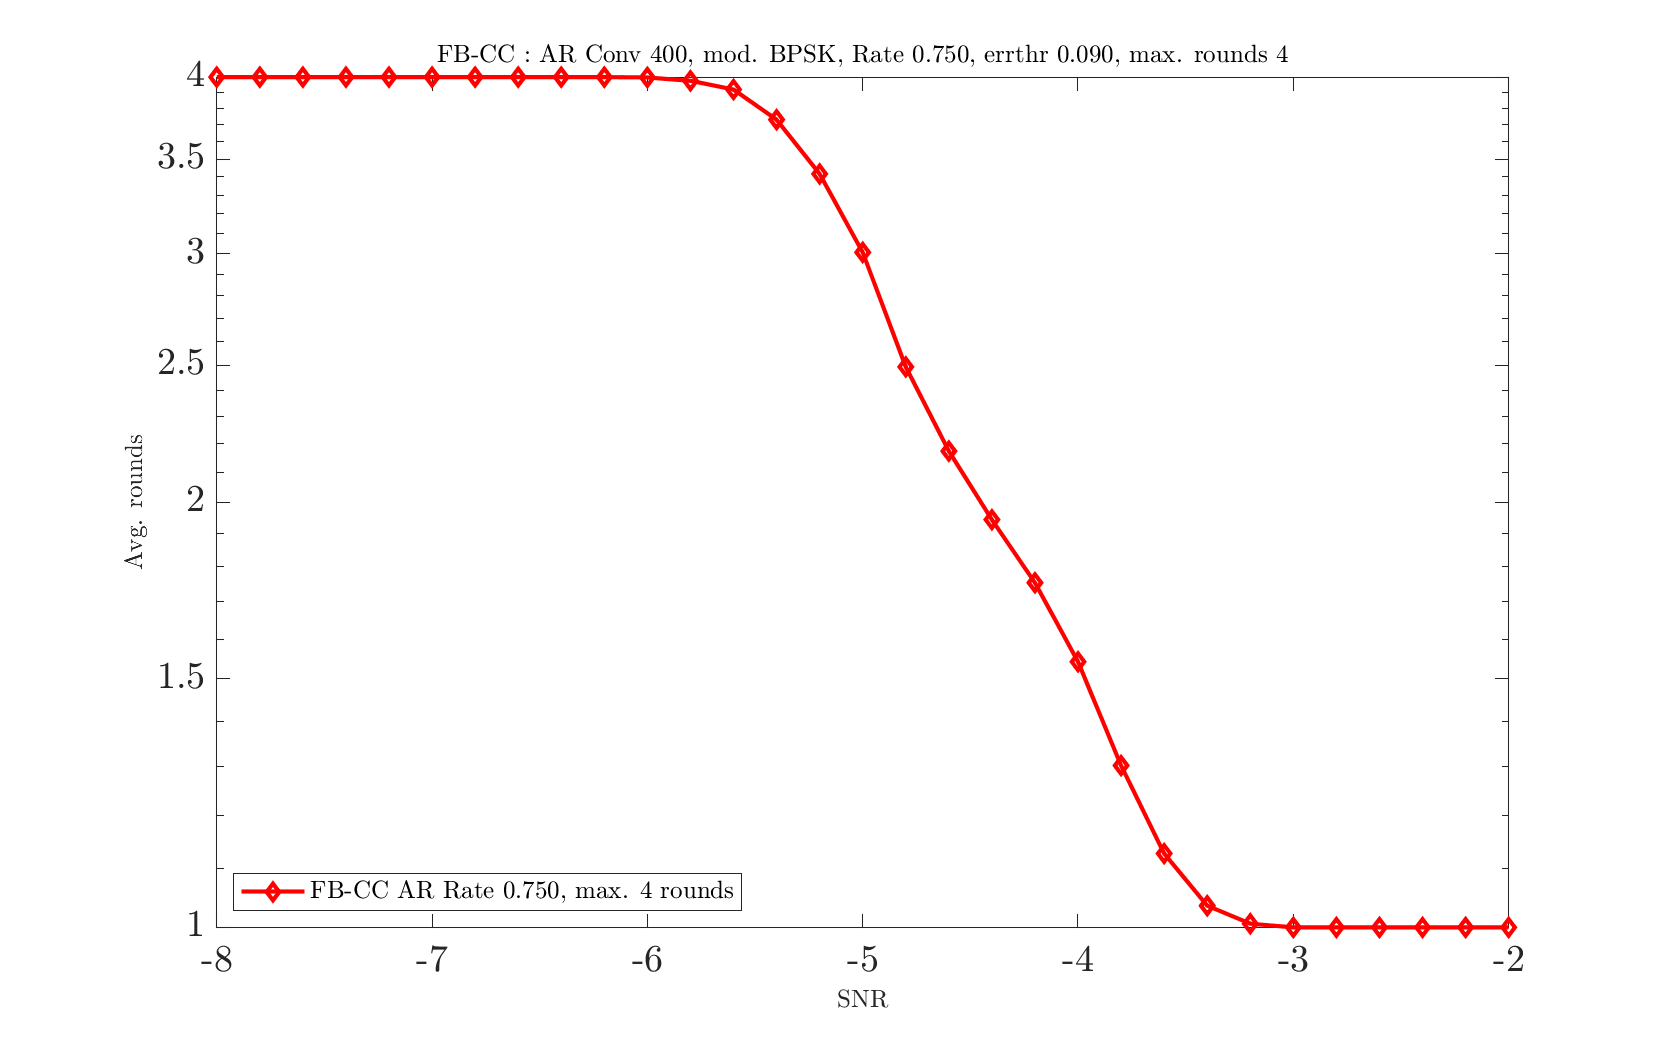 FB-CC : AR Conv 400, mod. BPSK, Rate 0.750, errthr 0.090, max. rounds 4
4
3.5
3
2.5
2
1.5
1
Avg. rounds
FB-CC AR Rate 0.750, max. 4 rounds
-8 -7 -6 -5 -4 -3 -2
SNR